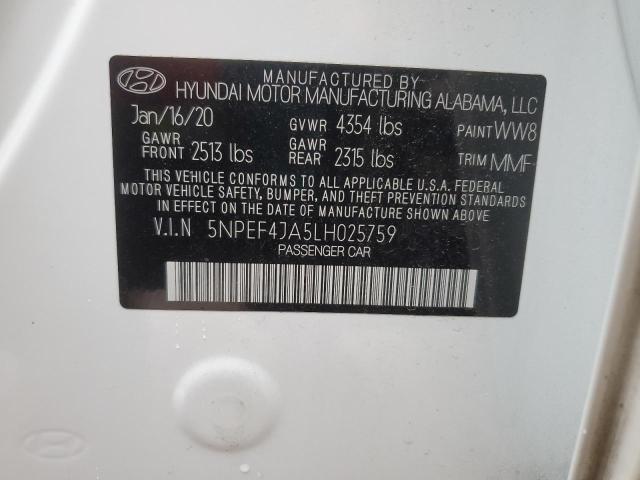 MANUFACTURED BY
HYUNDAI MOTOR MANUFACTURING ALABAMA, LLC
Jan/16/20 GVWR 4354 lbs PAINT WW8
GAWR FRONT 2513 lbs GAWR REAR 2315 lbs TRIM MMF
THIS VEHICLE CONFORMS TO ALL APPLICABLE U.S.A. FEDERAL
MOTOR VEHICLE SAFETY, BUMPER, AND THEFT PREVENTION
STANDARDS IN EFFECT ON THE DATE OF MANUFACTURE SHOWN ABOVE
V.I.N 5NPEF4JA5LH025759
PASSENGER CAR